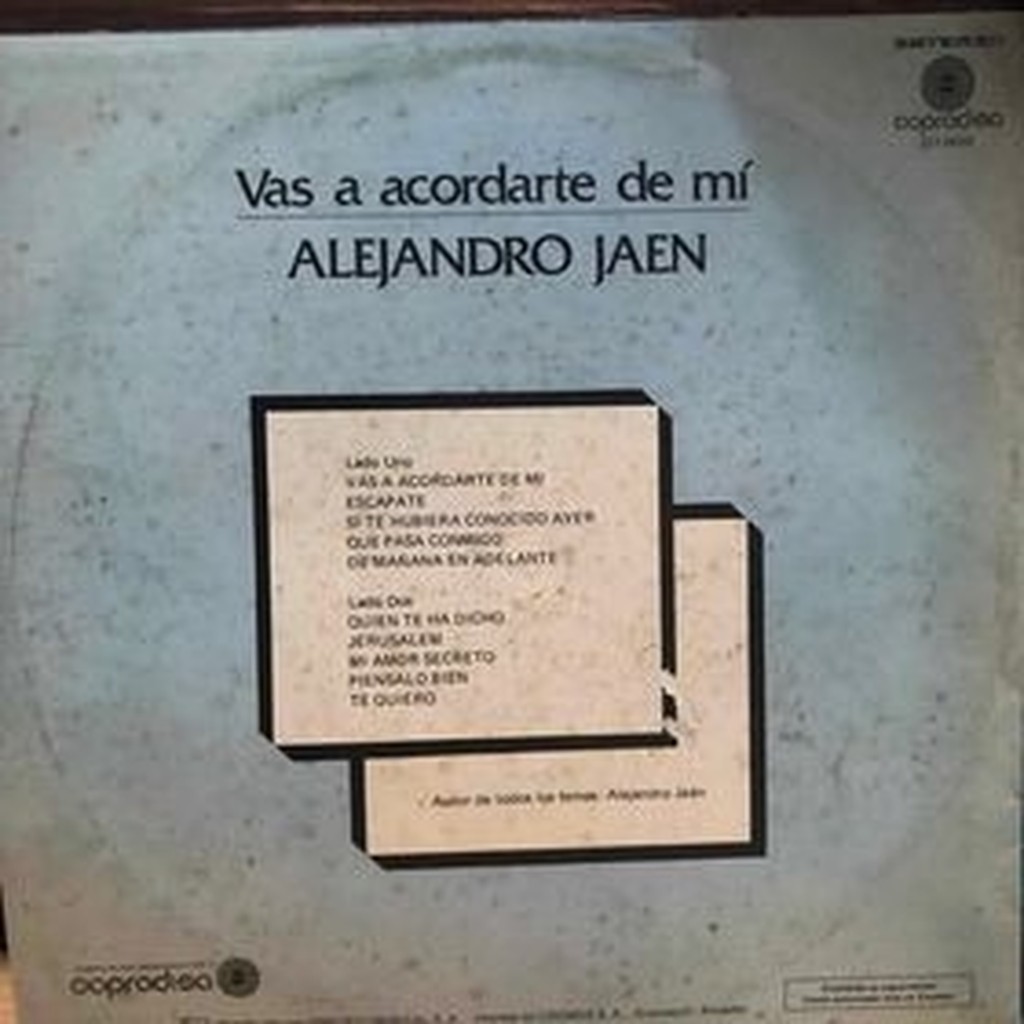 STEREO
coprodisa
Vas a acordarte de mí
ALEJANDRO JAEN
Lado Uno
VAS A ACORDARTE DE MI
ESCAPATE
SI TE HUBIERA CONOCIDO AYER
QUE PASA CONMIGO
DE MAÑANA EN ADELANTE
Lado Dos
QUIEN TE HA DICHO
JERUSALEM
MI AMOR SECRETO
PIENSALO BIEN
TE QUIERO
Autor de todos los temas: Alejandro Jaén
coprodisa